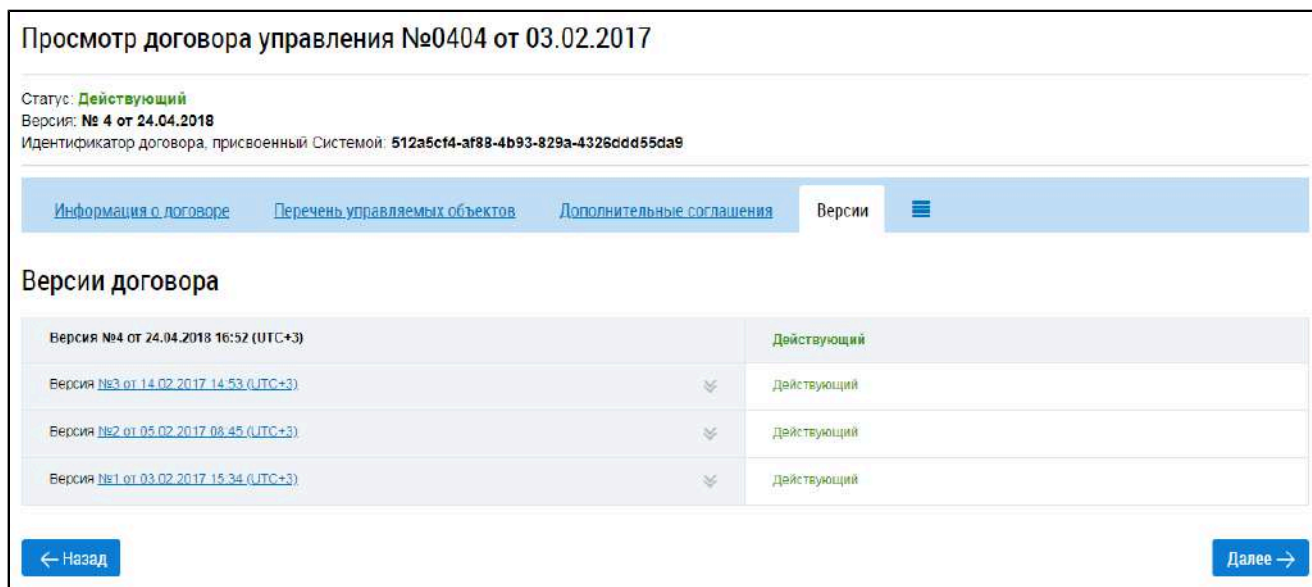 Просмотр договора управления №0404 от 03.02.2017
Статус: Действующий
Версия: № 4 от 24.04.2018
Идентификатор договора, присвоенный Системой: 512a5cf4-af88-4b93-829a-4326ddd55da9
Информация о договоре Перечень управляемых объектов Дополнительные соглашения Версии
Версии договора
Версия №4 от 24.04.2018 16:52 (UTC+3) Действующий
Версия №3 от 14.02.2017 14:53 (UTC+3) Действующий
Версия №2 от 05.02.2017 08:45 (UTC+3) Действующий
Версия №1 от 03.02.2017 15:34 (UTC+3) Действующий
← Назад Далее →